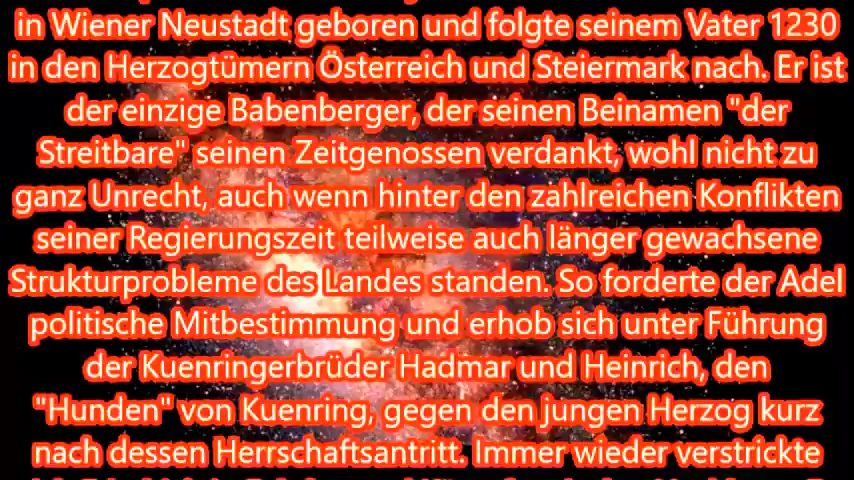 in Wiener Neustadt geboren und folgte seinem Vater 1230
in den Herzogtümern Österreich und Steiermark nach. Er ist
der einzige Babenberger, der seinen Beinamen "der
Streitbare" seinen Zeitgenossen verdankt, wohl nicht zu
ganz Unrecht, auch wenn hinter den zahlreichen Konflikten
seiner Regierungszeit teilweise auch länger gewachsene
Strukturprobleme des Landes standen. So forderte der Adel
politische Mitbestimmung und erhob sich unter Führung
der Kuenringerbrüder Hadmar und Heinrich, den
"Hunden" von Kuenring, gegen den jungen Herzog kurz
nach dessen Herrschaftsantritt. Immer wieder verstrickte